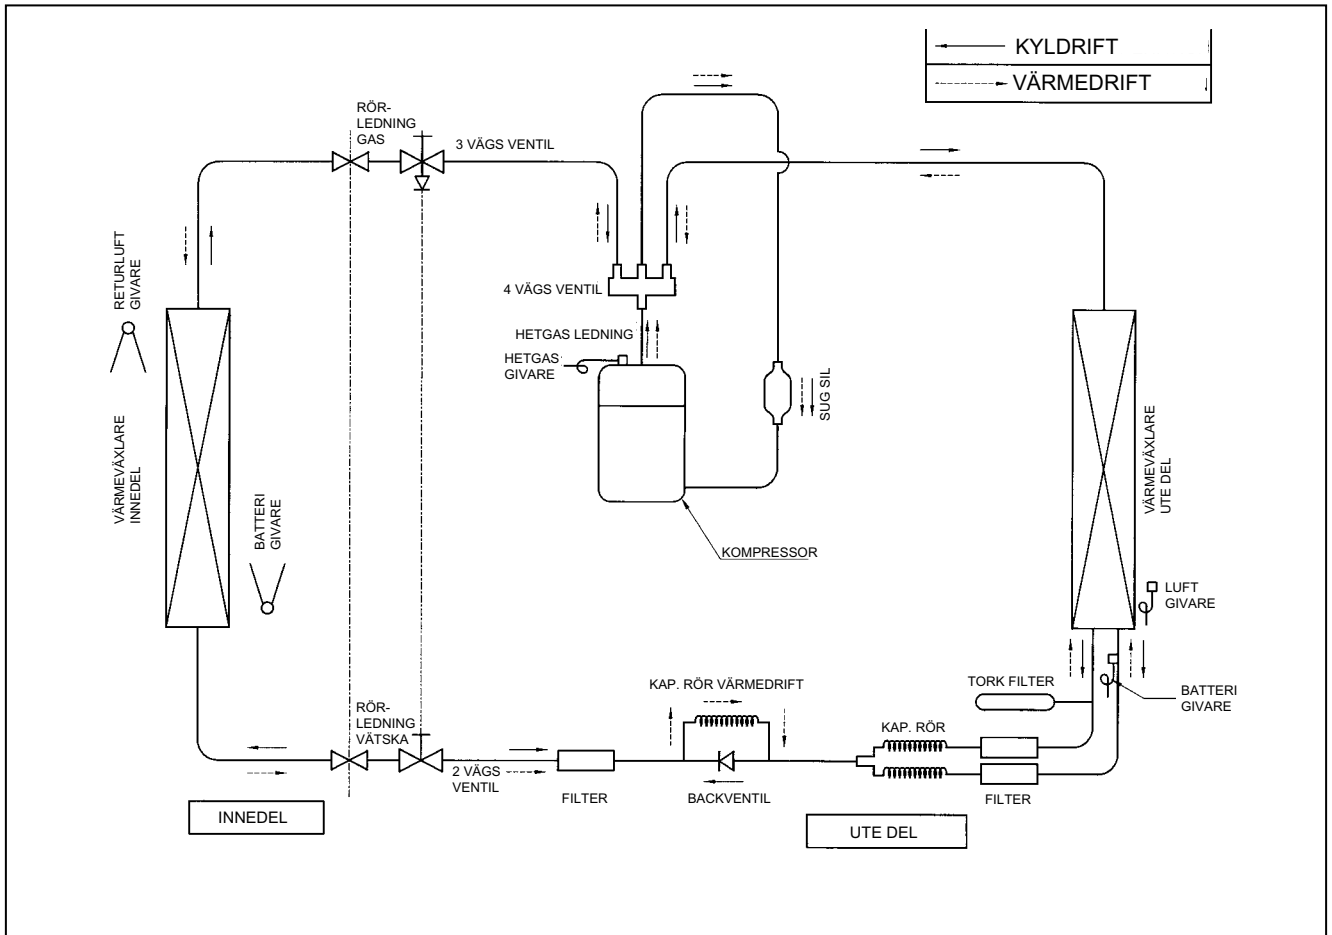 KYLDRIFT
VÄRMEDRIFT
RÖR-
LEDNING
GAS
3 VÄGS VENTIL
RETURLUFT
GIVARE
4 VÄGS VENTIL
HETGAS LEDNING
HETGAS
GIVARE
SUG SIL
VÄRMEVÄXLARE
INNEDEL
BATTERI
GIVARE
VÄRMEVÄXLARE
UTE DEL
KOMPRESSOR
LUFT
GIVARE
KAP. RÖR VÄRMEDRIFT
TORK FILTER
BATTERI
GIVARE
RÖR-
LEDNING
VÄTSKA
KAP. RÖR
2 VÄGS
VENTIL
FILTER
BACKVENTIL
FILTER
INNEDEL
UTE DEL